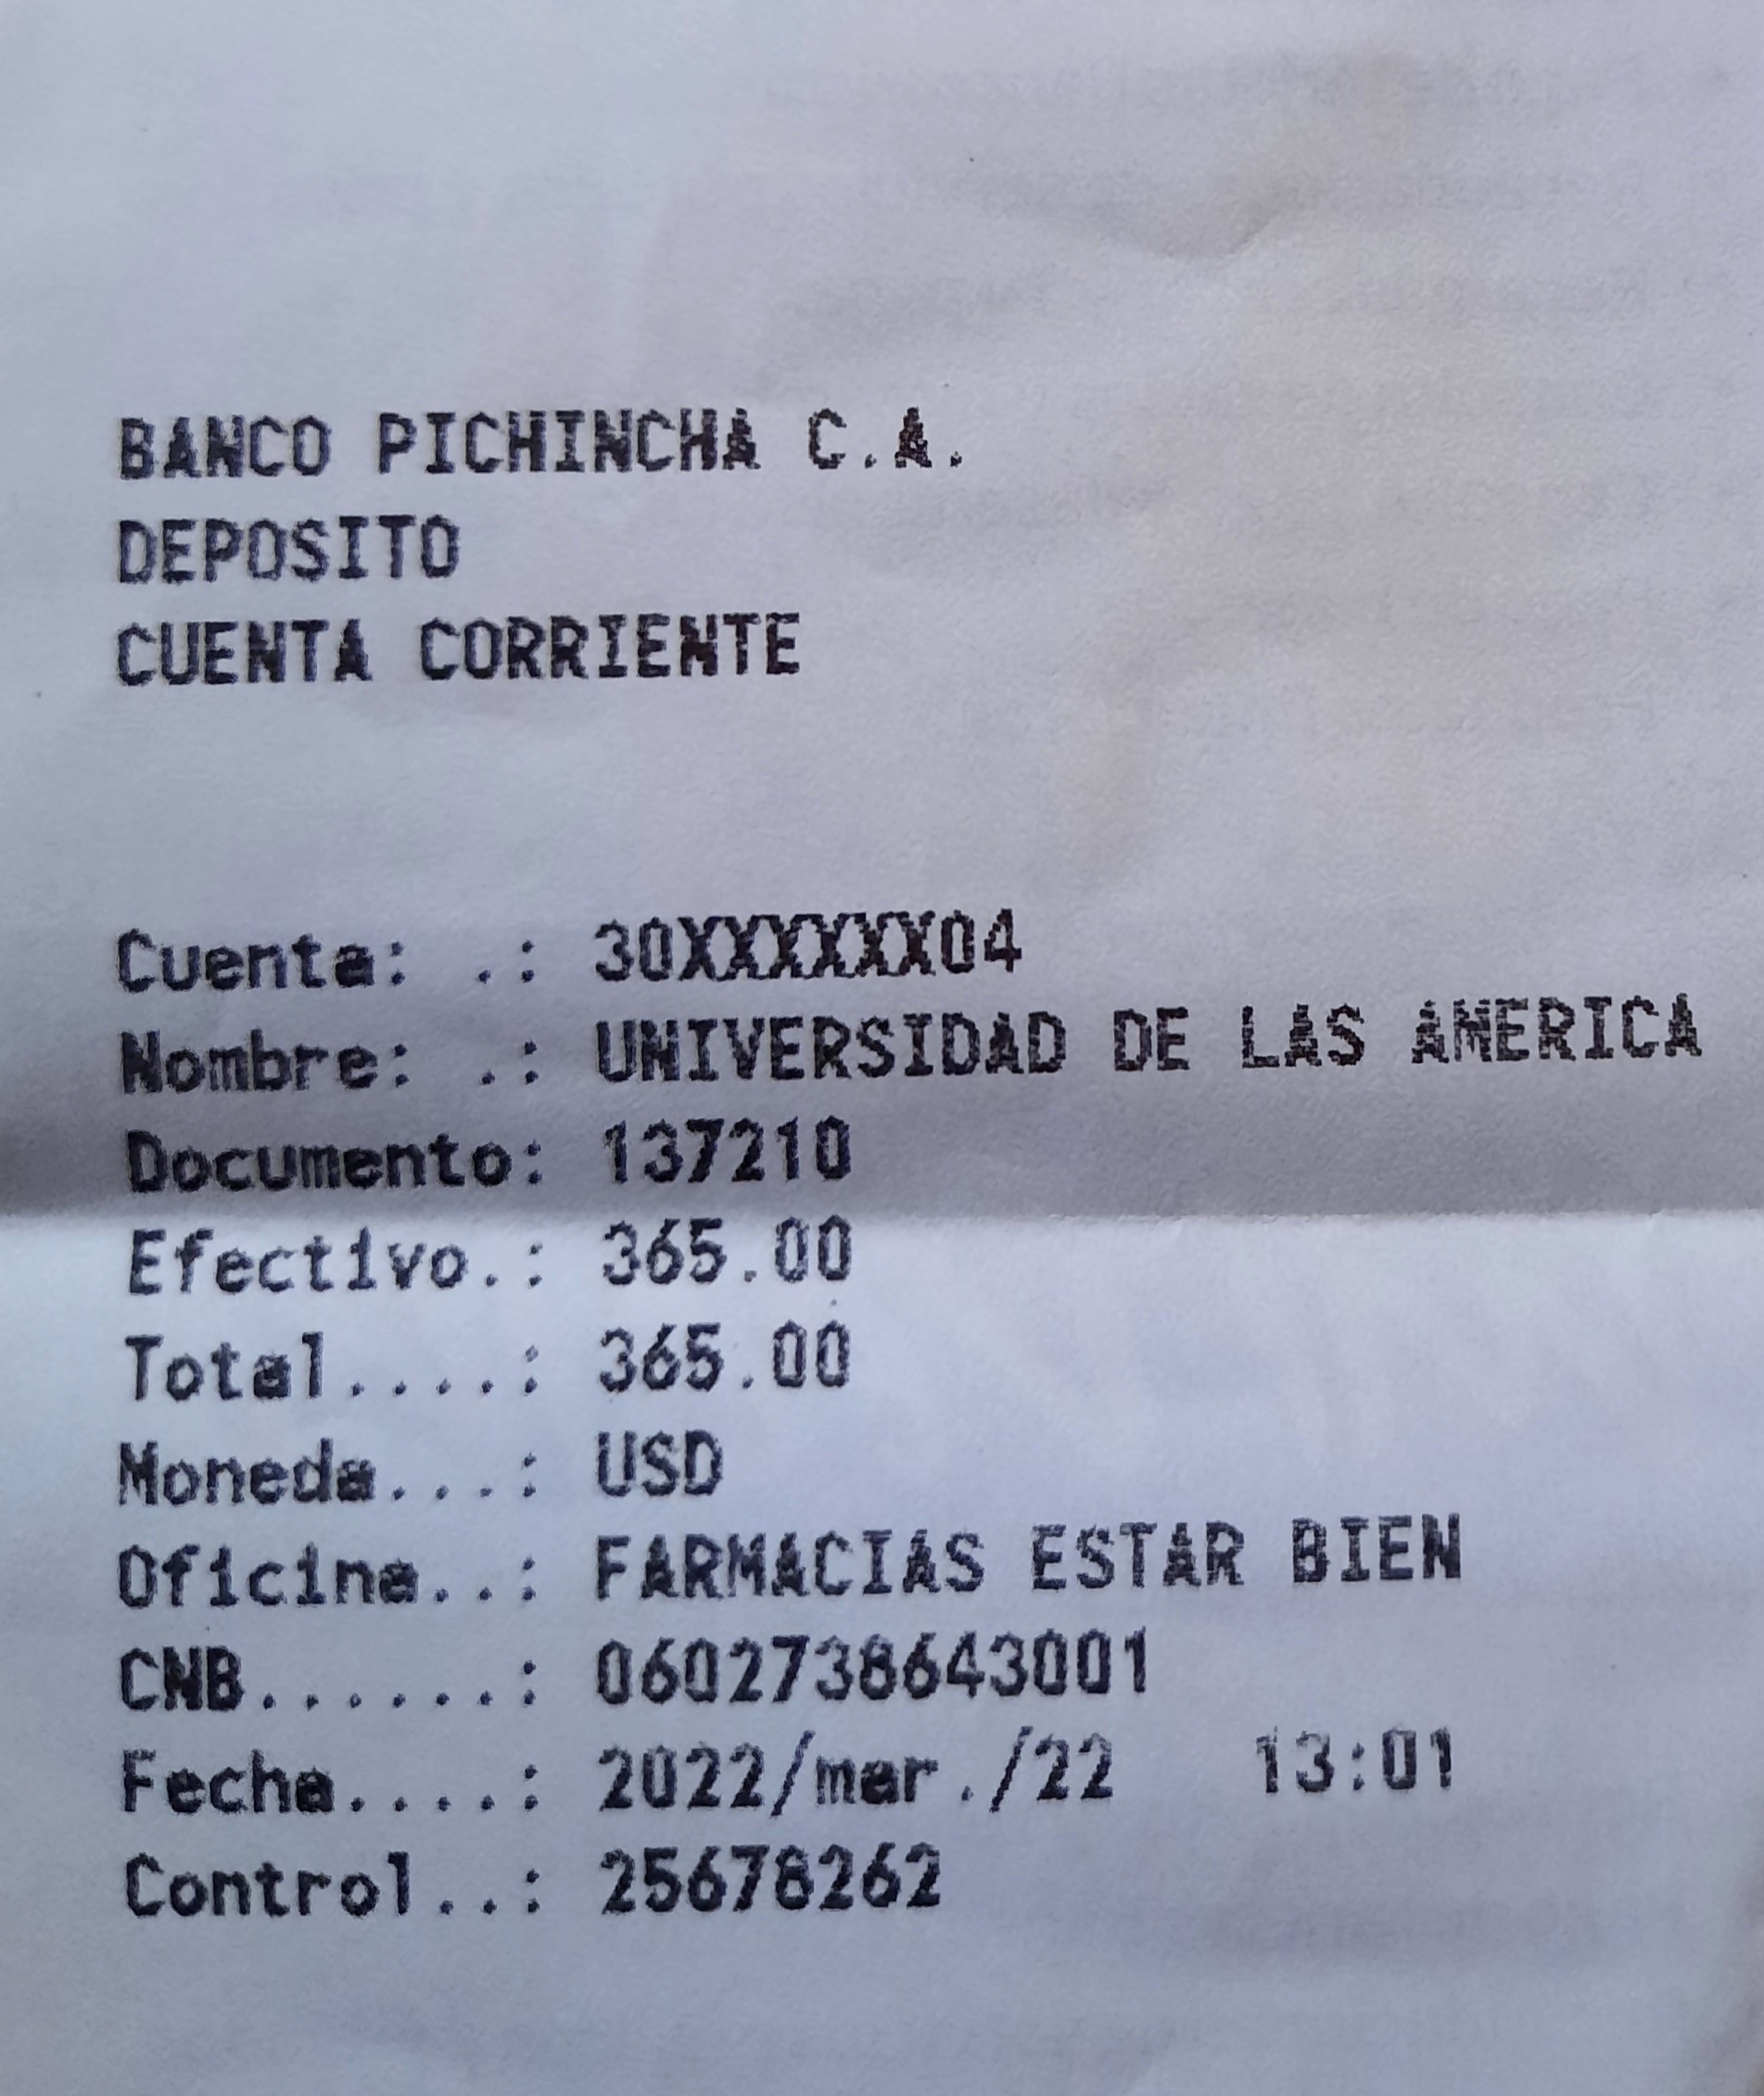 BANCO PICHINCHA C.A.
DEPOSITO
CUENTA CORRIENTE
Cuenta: .: 30XXXXXX04
Nombre: .: UNIVERSIDAD DE LAS AMERICA
Documento: 137210
Efectivo.: 365.00
Total....: 365.00
Moneda...: USD
Oficina..: FARMACIAS ESTAR BIEN
CNB......: 0602738643001
Fecha....: 2022/mar./22 13:01
Control..: 25678262